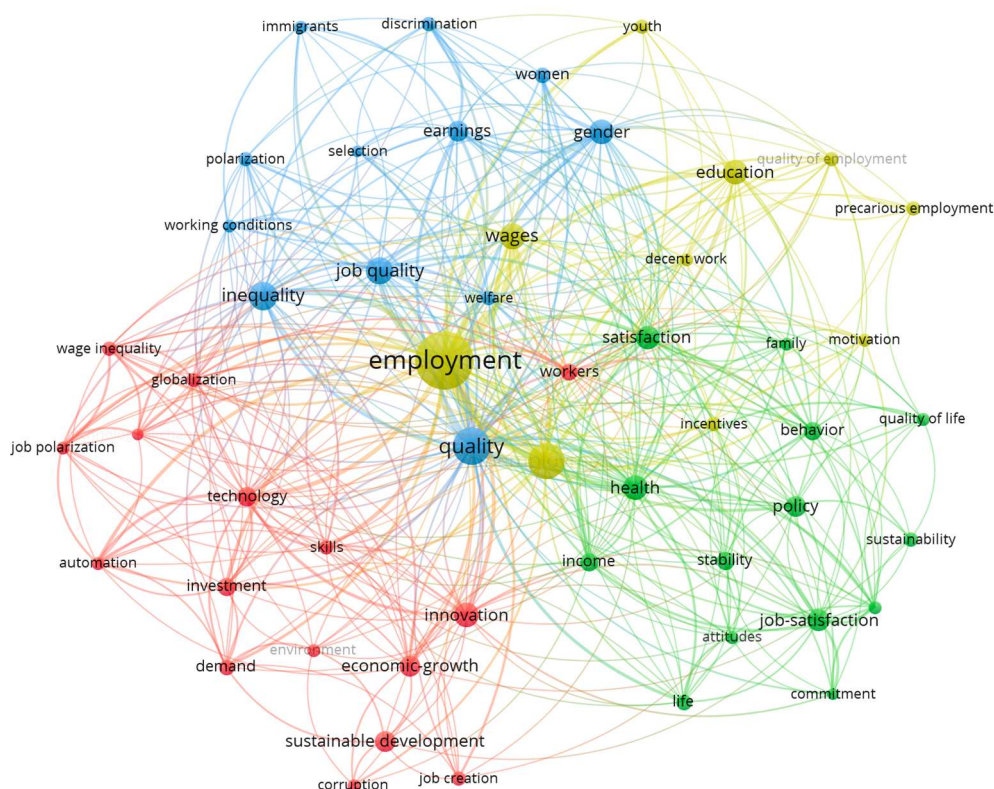 immigrants
discrimination
youth
women
earnings
gender
selection
polarization
quality of employment
education
precarious employment
working conditions
wages
decent work
job quality
inequality
welfare
satisfaction
family
motivation
wage inequality
employment
workers
globalization
quality of life
incentives
behavior
job polarization
quality
health
technology
policy
sustainability
skills
income
stability
automation
investment
innovation
job-satisfaction
attitudes
environment
demand
economic-growth
commitment
life
sustainable development
job creation
corruption